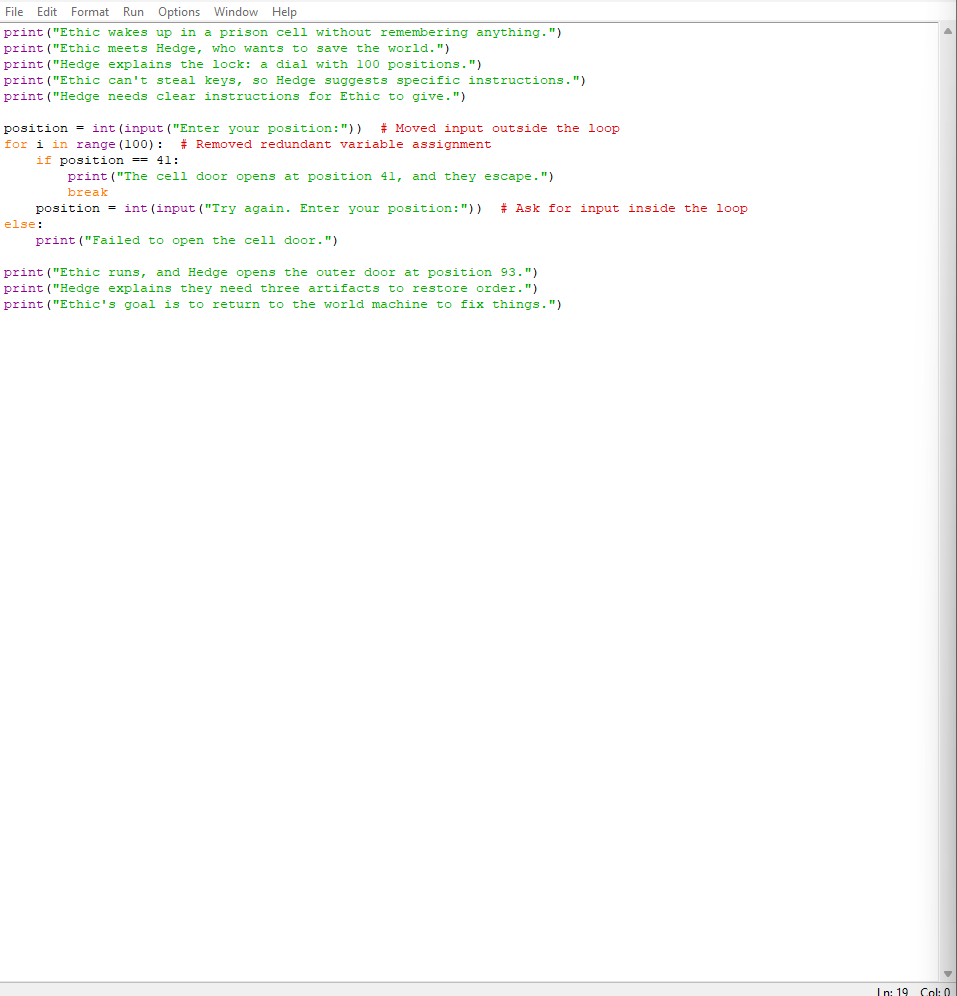 File Edit Format Run Options Window Help
print("Ethic wakes up in a prison cell without remembering anything.")
print("Ethic meets Hedge, who wants to save the world.")
print("Hedge explains the lock: a dial with 100 positions.")
print("Ethic can't steal keys, so Hedge suggests specific instructions.")
print("Hedge needs clear instructions for Ethic to give.")

position = int(input("Enter your position:"))  # Moved input outside the loop
for i in range(100):  # Removed redundant variable assignment
    if position == 41:
        print("The cell door opens at position 41, and they escape.")
        break
    position = int(input("Try again. Enter your position:"))  # Ask for input inside the loop
else:
    print("Failed to open the cell door.")

print("Ethic runs, and Hedge opens the outer door at position 93.")
print("Hedge explains they need three artifacts to restore order.")
print("Ethic's goal is to return to the world machine to fix things.")
Ln: 19 Col: 0